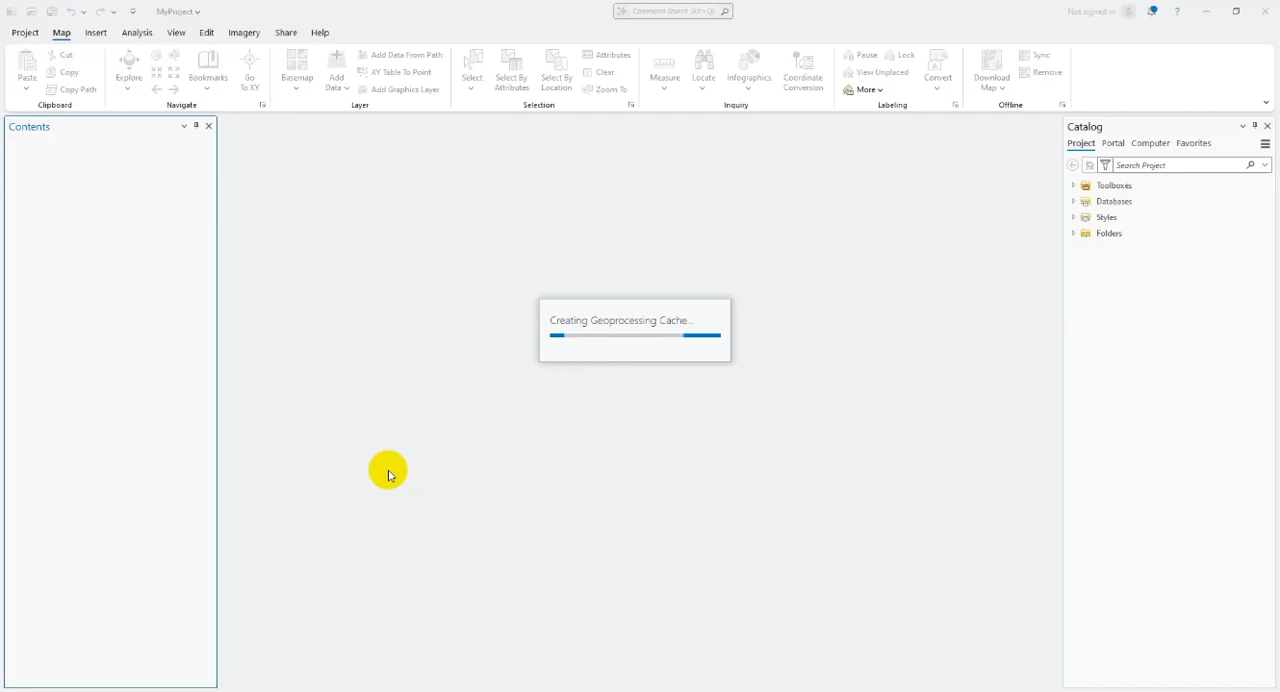 MyProject
Command Search (Alt+Q)
Not signed in
?
Project Map Insert Analysis View Edit Imagery Share Help
Paste Cut Copy Copy Path
Clipboard
Explore Bookmarks Go To XY
Navigate
Basemap Add Data Add Data From Path XY Table To Point Add Graphics Layer
Layer
Select Select By Attributes Select By Location Attributes Clear Zoom To
Selection
Measure Locate Infographics Coordinate Conversion
Inquiry
Pause Lock View Unplaced More Convert
Labeling
Download Map Sync Remove
Offline
Contents
Creating Geoprocessing Cache...
Catalog
Project Portal Computer Favorites
Search Project
Toolboxes
Databases
Styles
Folders